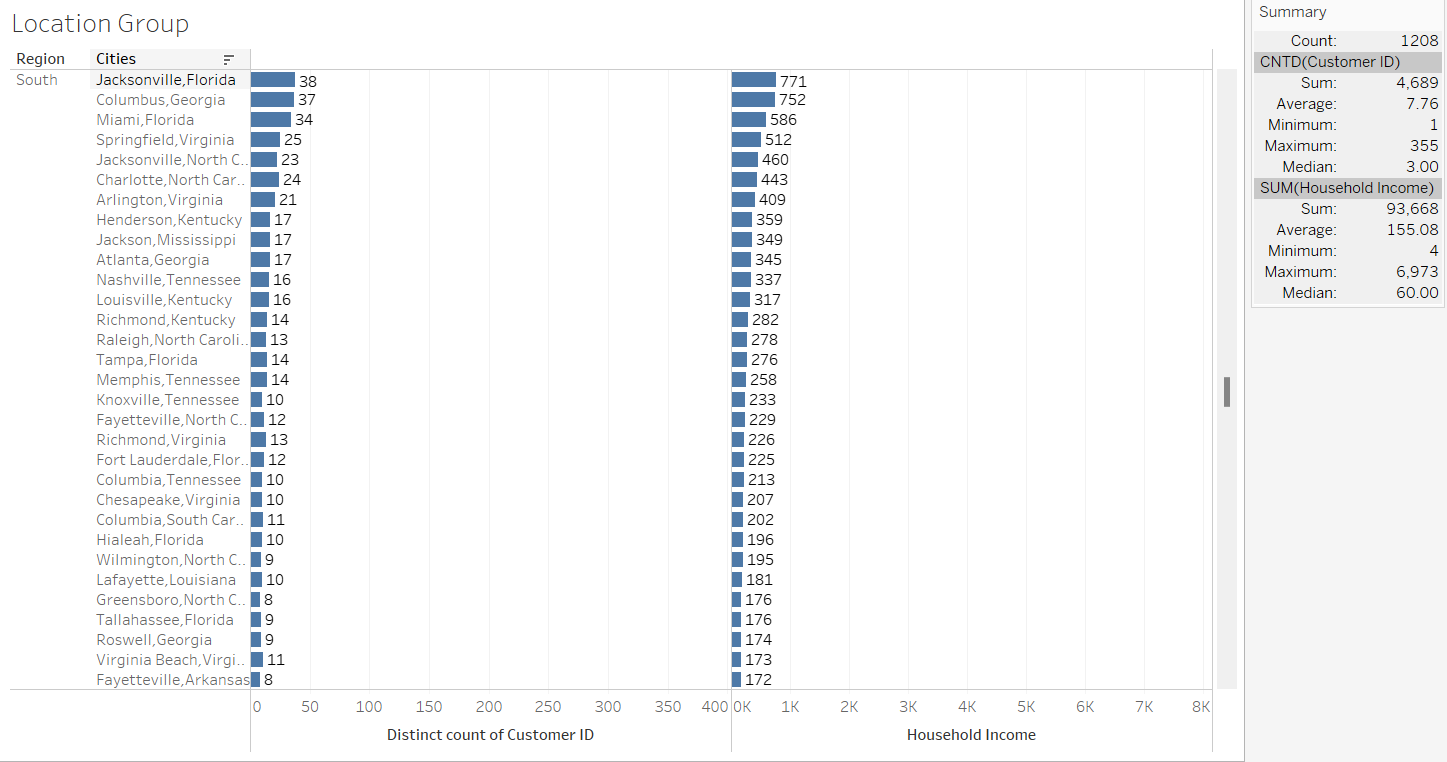 Location Group
Region Cities
South Jacksonville,Florida 38 771
Columbus,Georgia 37 752
Miami,Florida 34 586
Springfield,Virginia 25 512
Jacksonville,North C.. 23 460
Charlotte,North Car.. 24 443
Arlington,Virginia 21 409
Henderson,Kentucky 17 359
Jackson,Mississippi 17 349
Atlanta,Georgia 17 345
Nashville,Tennessee 16 337
Louisville,Kentucky 16 317
Richmond,Kentucky 14 282
Raleigh,North Caroli.. 13 278
Tampa,Florida 14 276
Memphis,Tennessee 14 258
Knoxville,Tennessee 10 233
Fayetteville,North C.. 12 229
Richmond,Virginia 13 226
Fort Lauderdale,Flor.. 12 225
Columbia,Tennessee 10 213
Chesapeake,Virginia 10 207
Columbia,South Car.. 11 202
Hialeah,Florida 10 196
Wilmington,North C.. 9 195
Lafayette,Louisiana 10 181
Greensboro,North C.. 8 176
Tallahassee,Florida 9 176
Roswell,Georgia 9 174
Virginia Beach,Virgi.. 11 173
Fayetteville,Arkansas 8 172
0 50 100 150 200 250 300 350 400 0K 1K 2K 3K 4K 5K 6K 7K 8K
Distinct count of Customer ID Household Income
Summary
Count: 1208
CNTD(Customer ID)
Sum: 4,689
Average: 7.76
Minimum: 1
Maximum: 355
Median: 3.00
SUM(Household Income)
Sum: 93,668
Average: 155.08
Minimum: 4
Maximum: 6,973
Median: 60.00